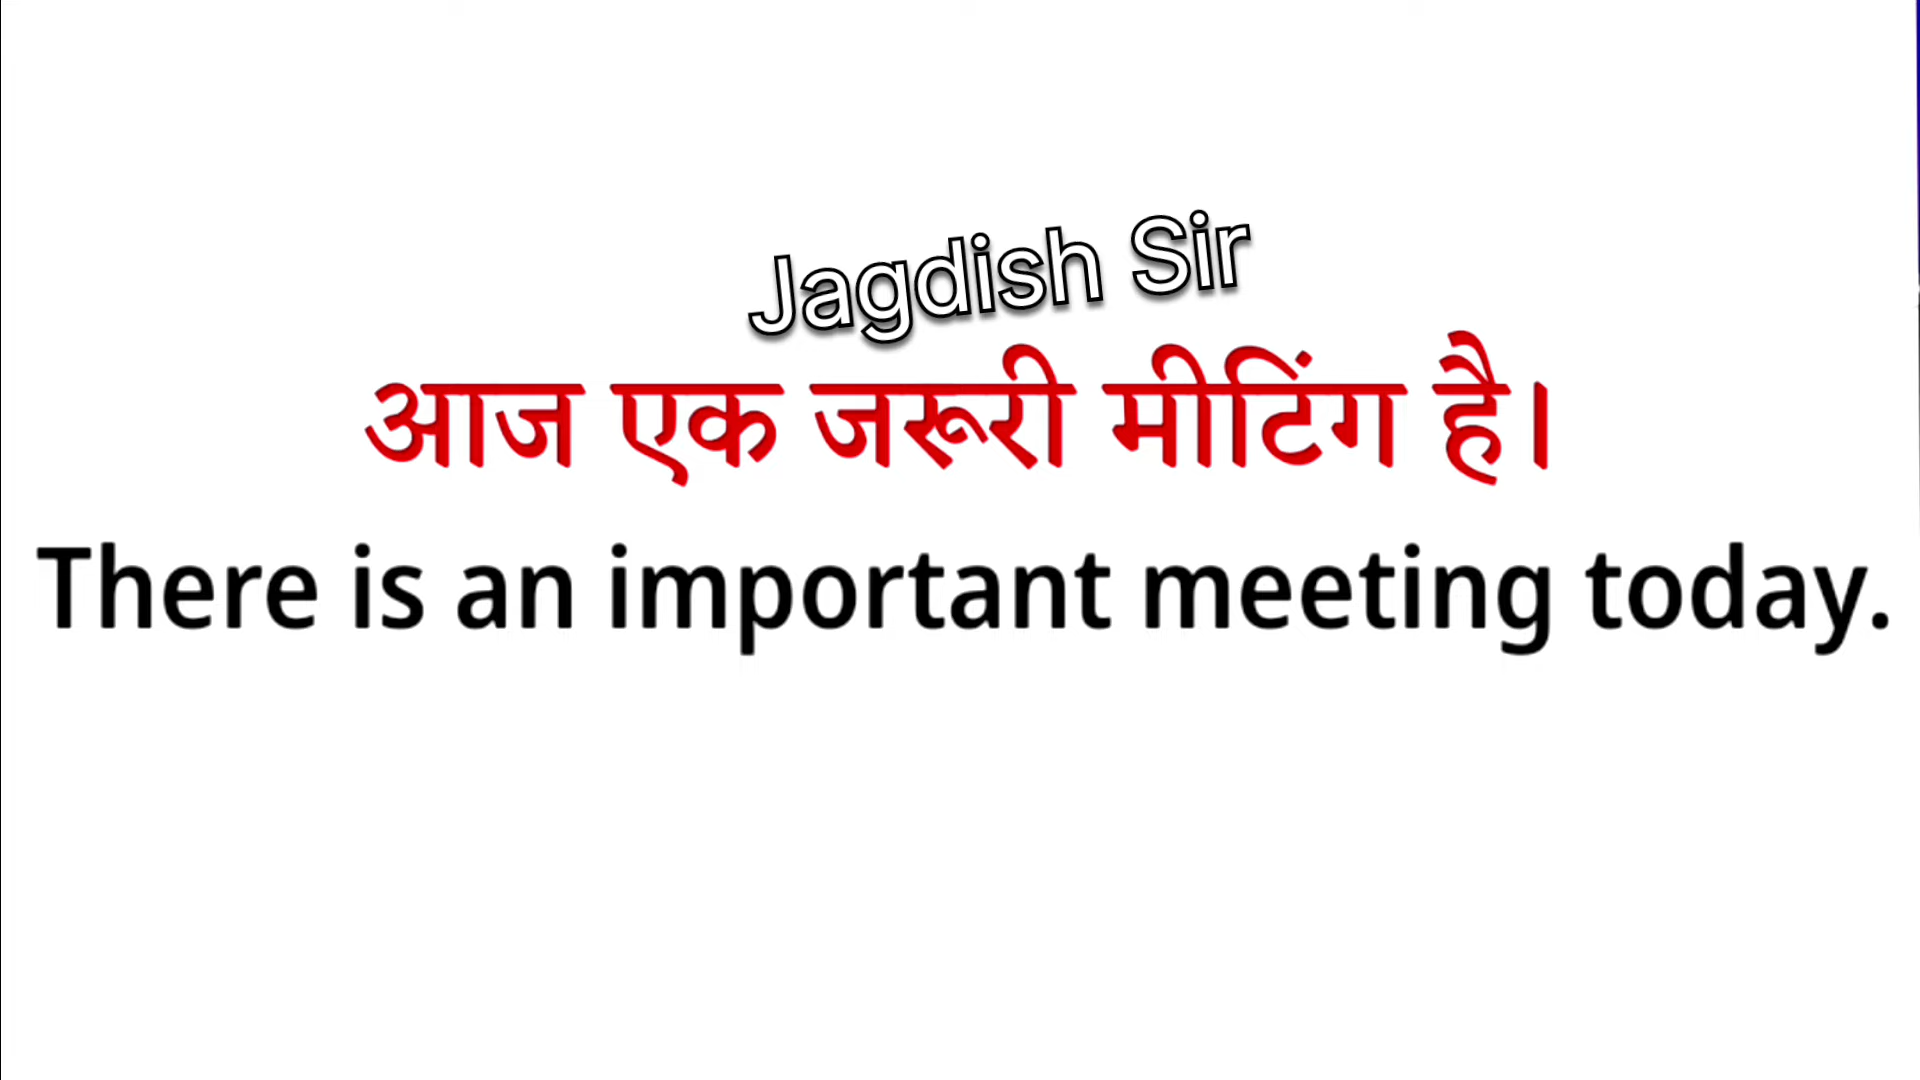 Jagdish Sir
आज एक जरूरी मीटिंग है।
There is an important meeting today.